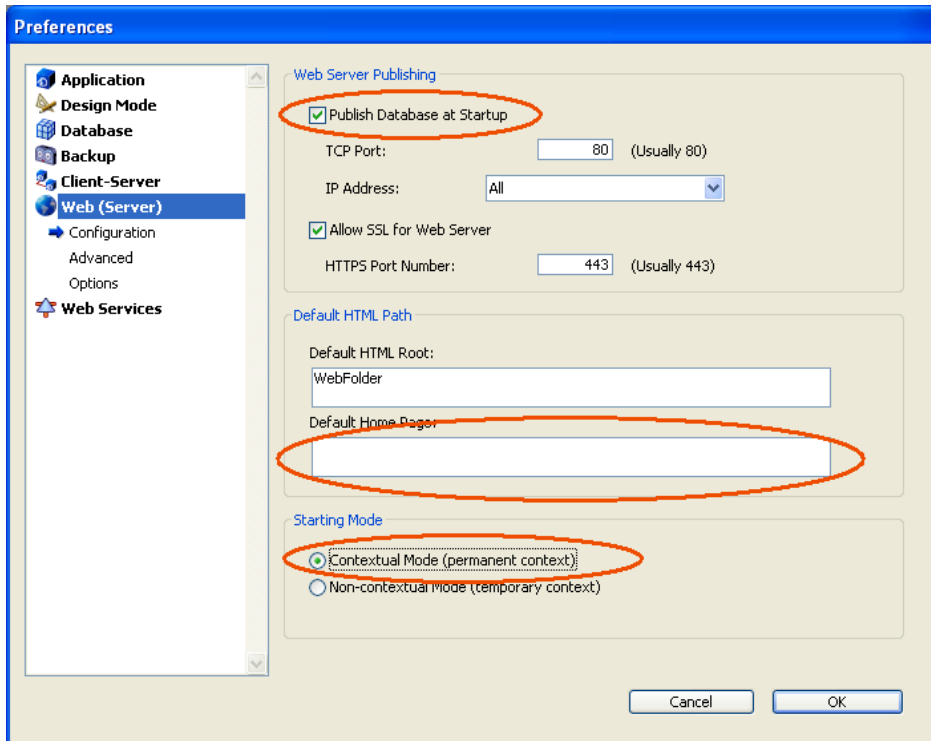 Preferences
Application
Design Mode
Database
Backup
Client-Server
Web (Server)
Configuration
Advanced
Options
Web Services
Web Server Publishing
Publish Database at Startup
TCP Port: 80 (Usually 80)
IP Address: All
Allow SSL for Web Server
HTTPS Port Number: 443 (Usually 443)
Default HTML Path
Default HTML Root:
WebFolder
Default Home Page:
Starting Mode
Contextual Mode (permanent context)
Non-contextual Mode (temporary context)
Cancel OK